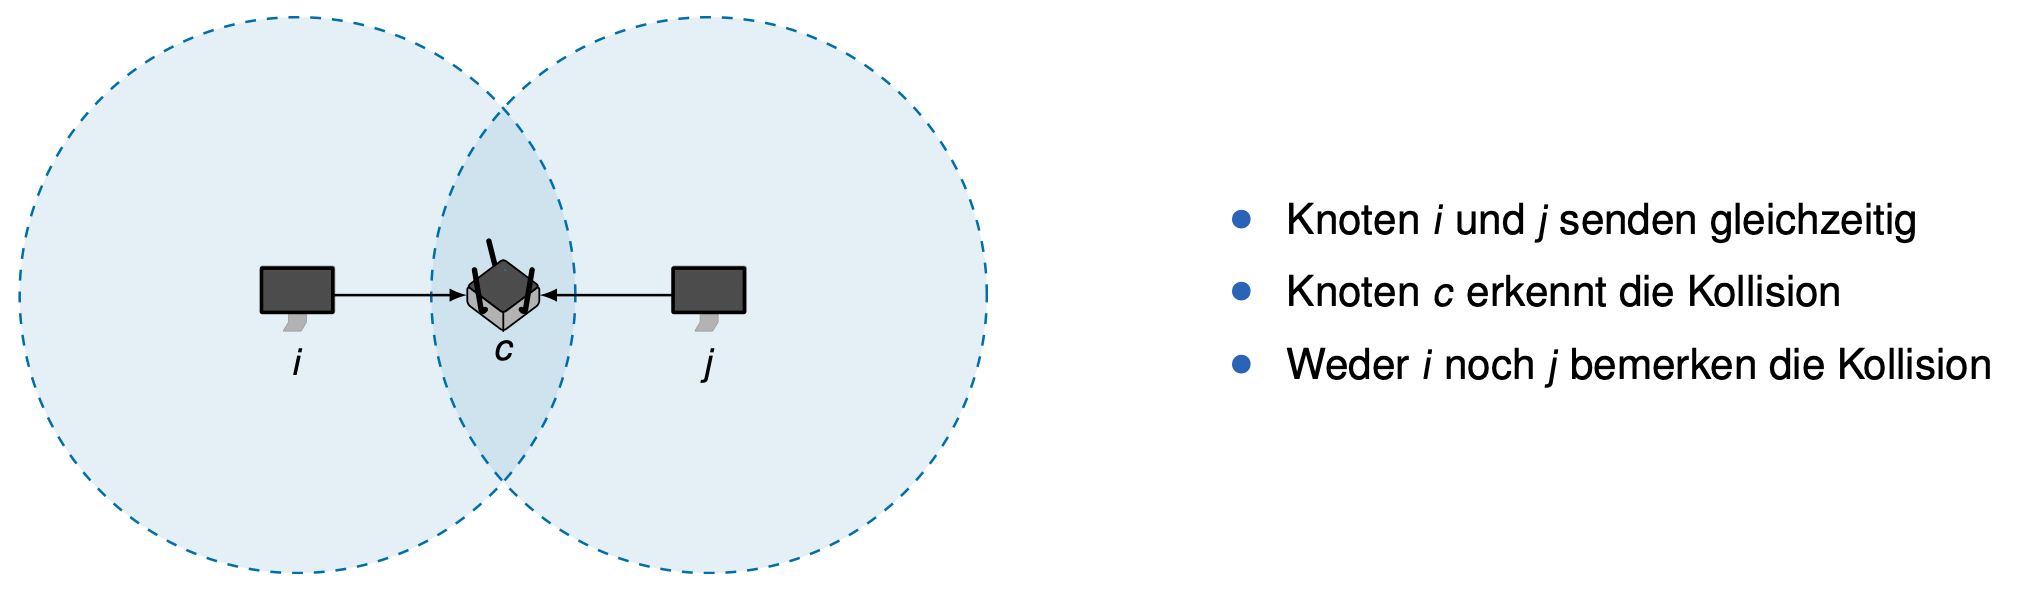 i
c
j
Knoten i und j senden gleichzeitig
Knoten c erkennt die Kollision
Weder i noch j bemerken die Kollision